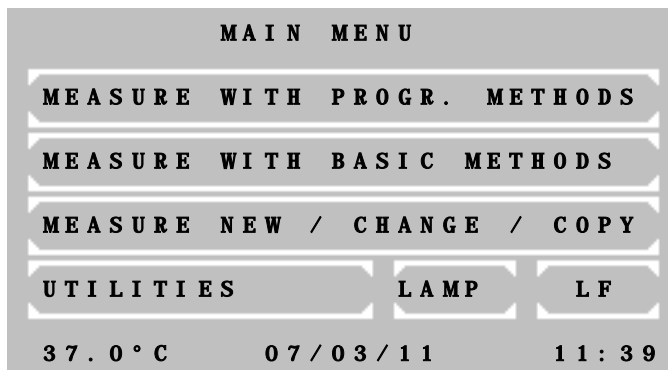 MAIN MENU
MEASURE WITH PROGR. METHODS
MEASURE WITH BASIC METHODS
MEASURE NEW / CHANGE / COPY
UTILITIES LAMP LF
37.0°C 07/03/11 11:39